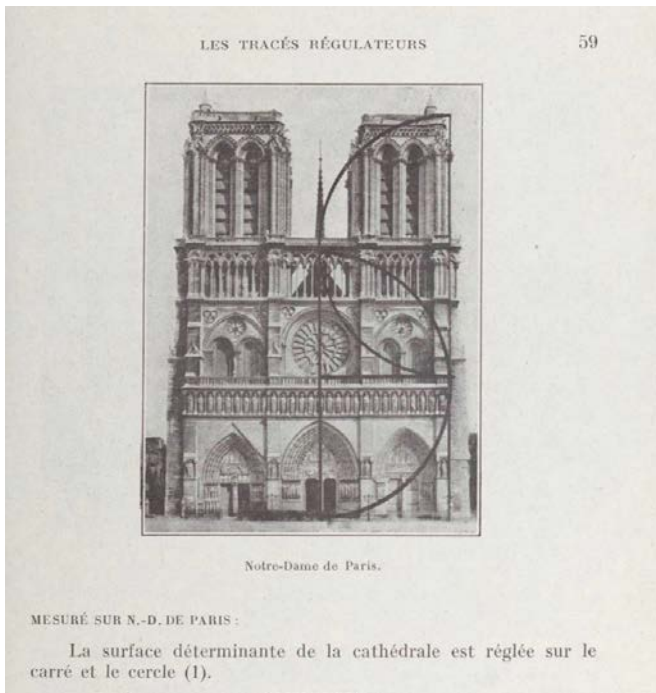 LES TRACÉS RÉGULATEURS 59
Notre-Dame de Paris.
MESURÉ SUR N.-D. DE PARIS :
La surface déterminante de la cathédrale est réglée sur le
carré et le cercle (1).